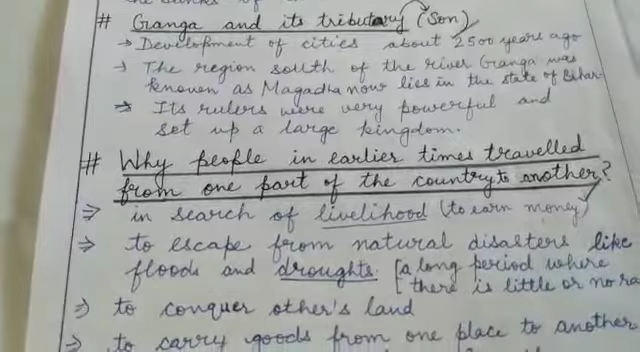 the banks of
# Ganga and its tributary (Son)
→ Development of cities about 2500 years ago
→ The region south of the river Ganga was
known as Magadha now lies in the state of Bihar.
→ Its rulers were very powerful and
set up a large kingdom.
# Why people in earlier times travelled
from one part of the country to another?
⇒ in search of livelihood (to earn money)
⇒ to escape from natural disasters like
floods and droughts. [a long period where
[there is little or no ra
⇒ to conquer other's land
⇒ to carry goods from one place to another